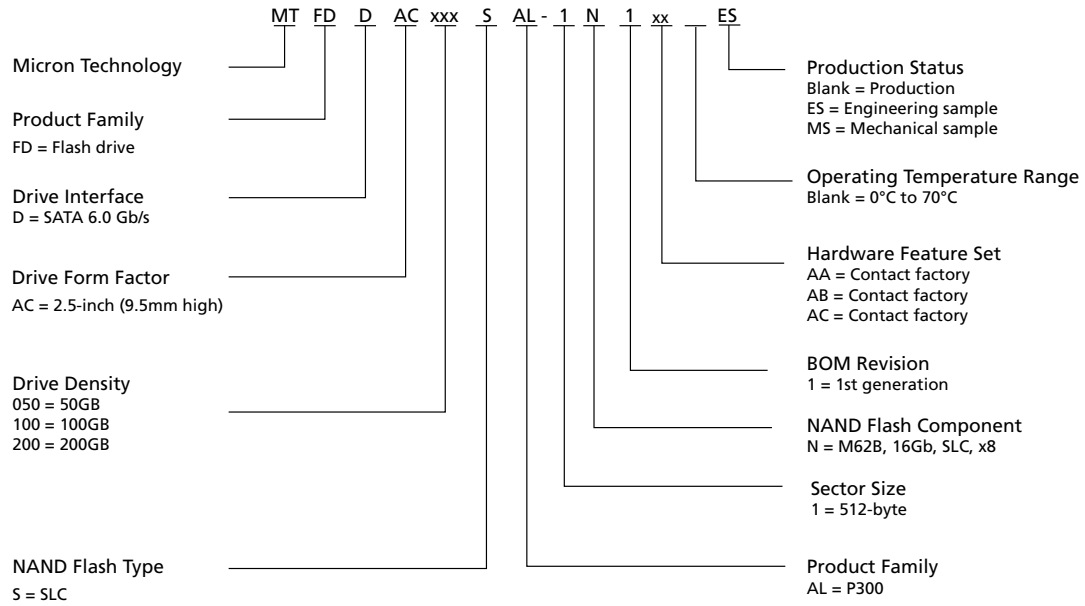 MT FD D AC xxx S AL - 1 N 1 xx ES
Micron Technology
Product Family
FD = Flash drive
Drive Interface
D = SATA 6.0 Gb/s
Drive Form Factor
AC = 2.5-inch (9.5mm high)
Drive Density
050 = 50GB
100 = 100GB
200 = 200GB
NAND Flash Type
S = SLC
Production Status
Blank = Production
ES = Engineering sample
MS = Mechanical sample
Operating Temperature Range
Blank = 0°C to 70°C
Hardware Feature Set
AA = Contact factory
AB = Contact factory
AC = Contact factory
BOM Revision
1 = 1st generation
NAND Flash Component
N = M62B, 16Gb, SLC, x8
Sector Size
1 = 512-byte
Product Family
AL = P300